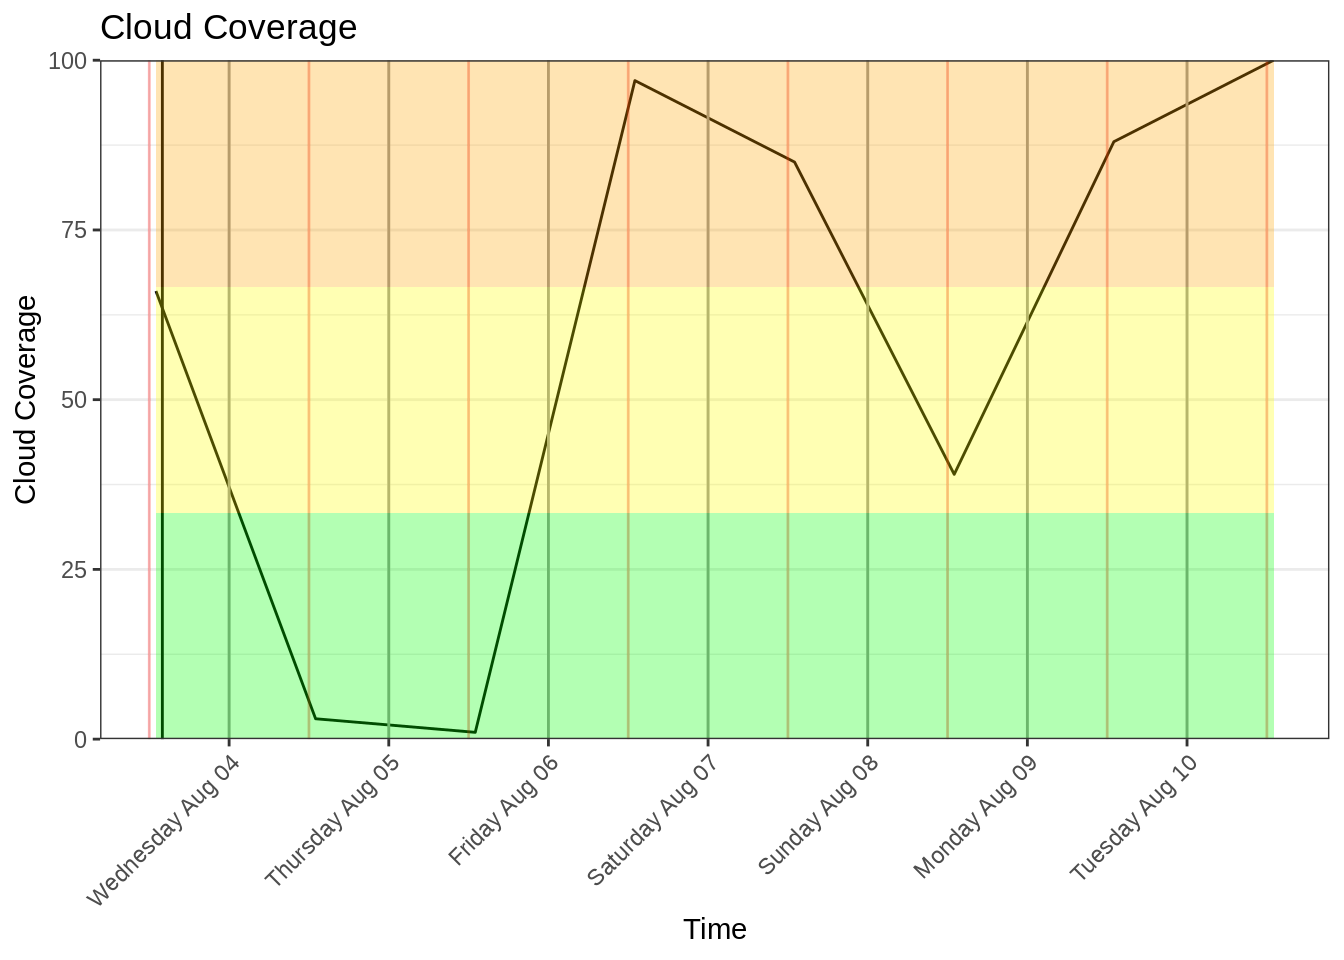 Cloud Coverage
100
75
50
25
0
Cloud Coverage
Wednesday Aug 04
Thursday Aug 05
Friday Aug 06
Saturday Aug 07
Sunday Aug 08
Monday Aug 09
Tuesday Aug 10
Time